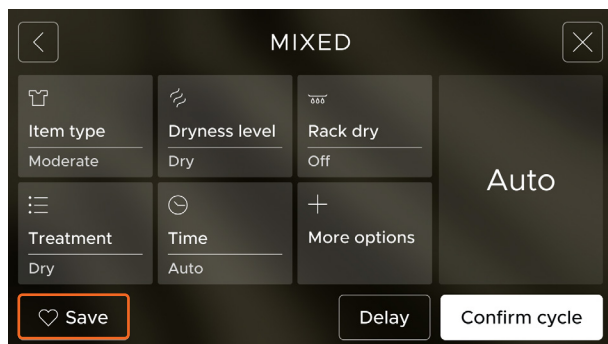 MIXED
Item type
Moderate
Dryness level
Dry
Rack dry
Off
Auto
Treatment
Dry
Time
Auto
More options
Save
Delay
Confirm cycle